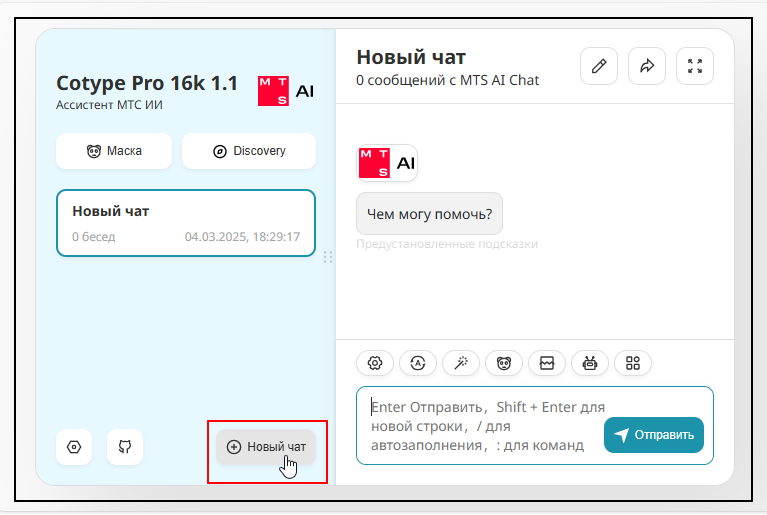 Cotype Pro 16k 1.1
Ассистент МТС ИИ
MTS AI
Маска
Discovery
Новый чат
0 бесед
04.03.2025, 18:29:17
Новый чат
Новый чат
0 сообщений с MTS AI Chat
MTS AI
Чем могу помочь?
Предустановленные подсказки
Enter Отправить, Shift + Enter для
новой строки, / для
автозаполнения, : для команд
Отправить